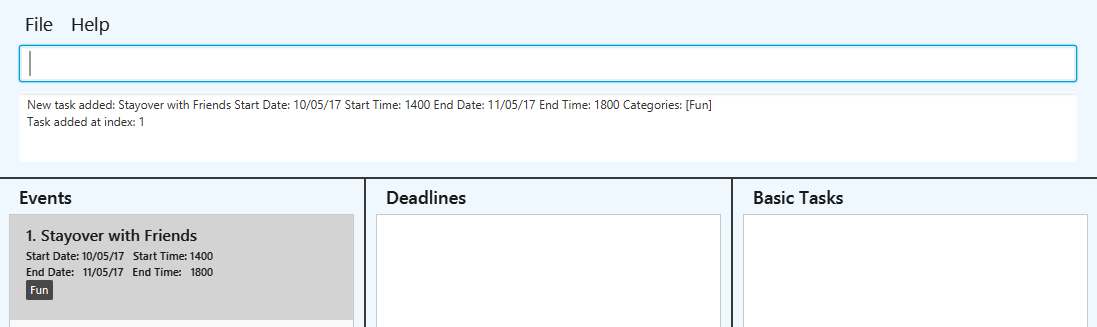 File Help
New task added: Stayover with Friends Start Date: 10/05/17 Start Time: 1400 End Date: 11/05/17 End Time: 1800 Categories: [Fun]
Task added at index: 1
Events
Deadlines
Basic Tasks
1. Stayover with Friends
Start Date: 10/05/17 Start Time: 1400
End Date: 11/05/17 End Time: 1800
Fun